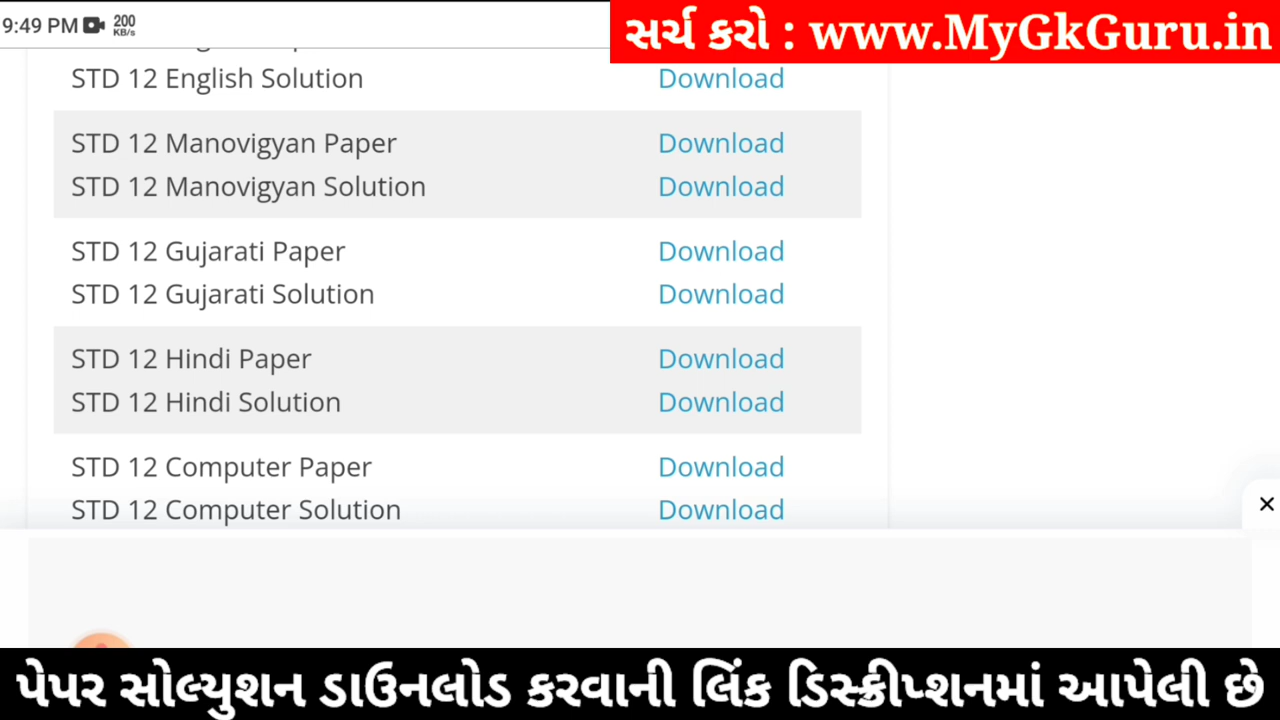 9:49 PM 200 KB/s
સર્ચ કરો : www.MyGkGuru.in
STD 12 English Solution Download
STD 12 Manovigyan Paper Download
STD 12 Manovigyan Solution Download
STD 12 Gujarati Paper Download
STD 12 Gujarati Solution Download
STD 12 Hindi Paper Download
STD 12 Hindi Solution Download
STD 12 Computer Paper Download
STD 12 Computer Solution Download
પેપર સોલ્યુશન ડાઉનલોડ કરવાની લિંક ડિસ્ક્રીપ્શનમાં આપેલી છે